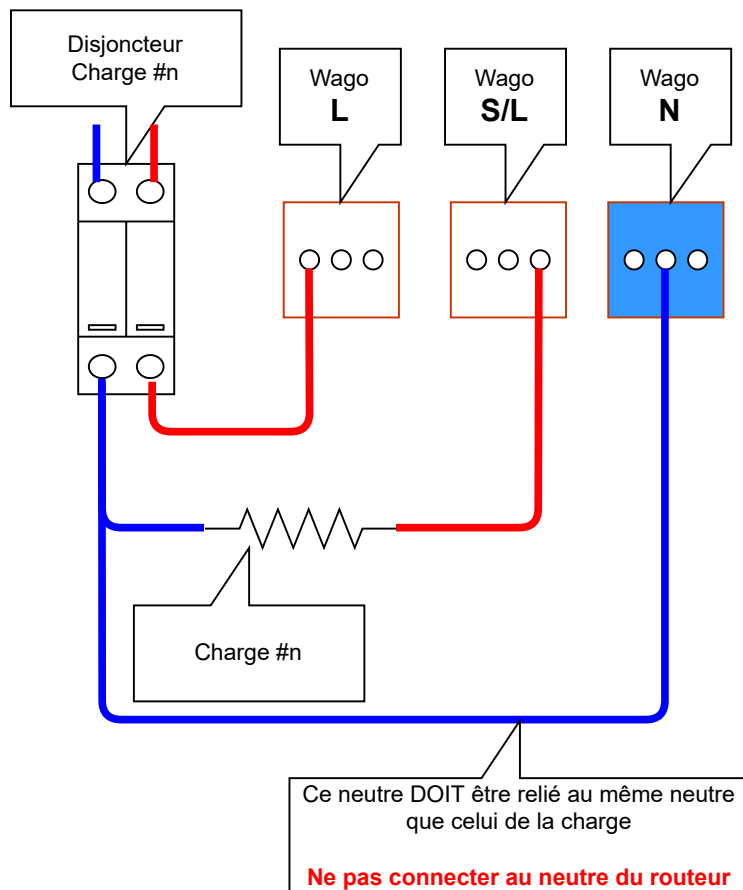 Disjoncteur
Charge #n
Wago
L
Wago
S/L
Wago
N
Charge #n
Ce neutre DOIT être relié au même neutre
que celui de la charge
Ne pas connecter au neutre du routeur